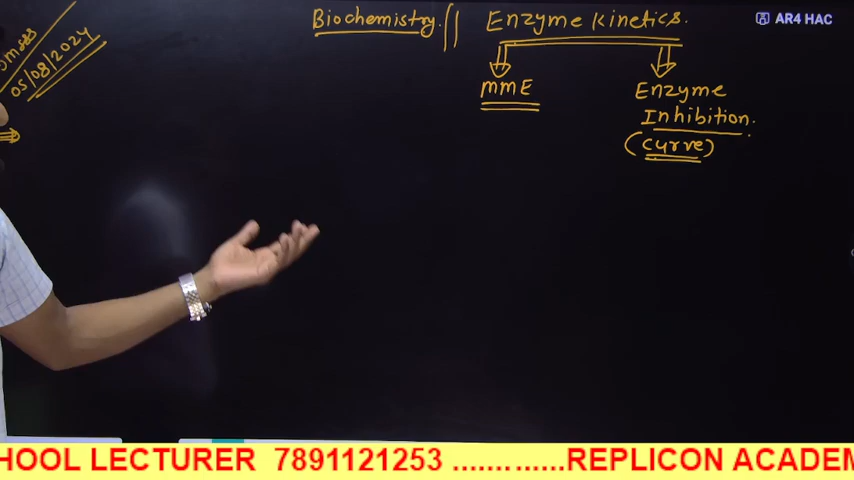 Biochemistry // Enzyme kinetics.
AR4 HAC
05/08/2024
MME
Enzyme
Inhibition.
(Curve)
HOOL LECTURER 7891121253 ............REPLICON ACADEM